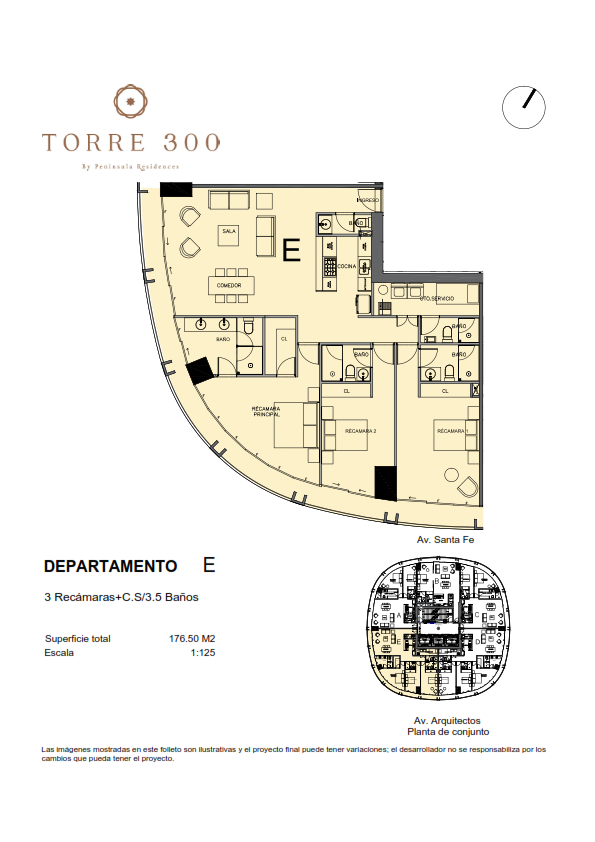 TORRE 300
By Península Residences
INGRESO
BAÑO
SALA
E
COCINA
COMEDOR
CTO.SERVICIO
BAÑO
BAÑO
CL
BAÑO
BAÑO
CL
CL
RECÁMARA
PRINCIPAL
RECÁMARA 2
RECÁMARA 1
Av. Santa Fe
DEPARTAMENTO E
3 Recámaras+C.S/3.5 Baños
Superficie total 176.50 M2
Escala 1:125
B
A
C
E
D
Av. Arquitectos
Planta de conjunto
Las imágenes mostradas en este folleto son ilustrativas y el proyecto final puede tener variaciones; el desarrollador no se responsabiliza por los
cambios que pueda tener el proyecto.